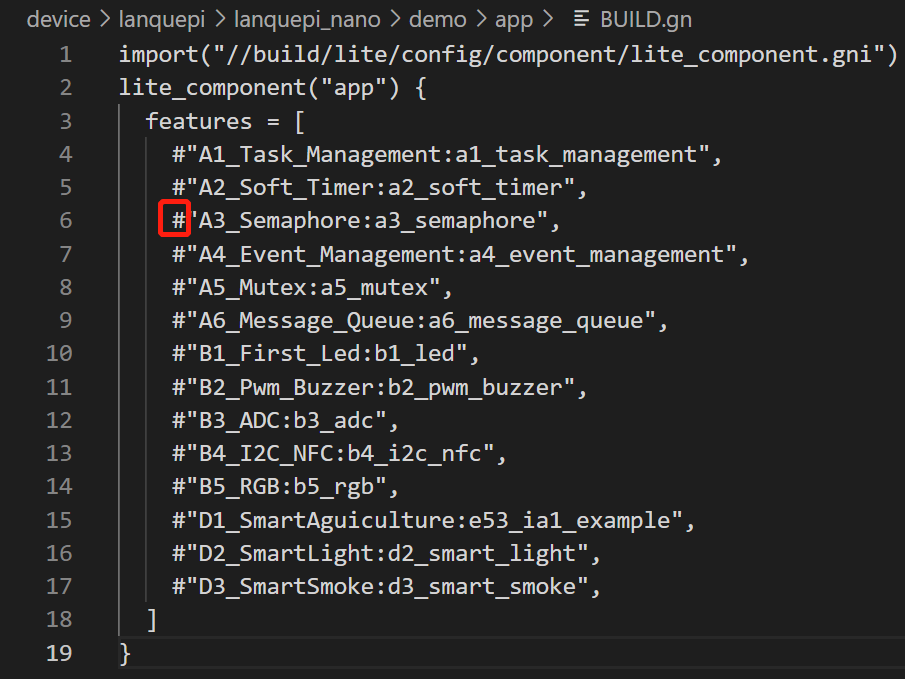 device > lanquepi > lanquepi_nano > demo > app > BUILD.gn
1 import("//build/lite/config/component/lite_component.gni")
2 lite_component("app") {
3 features = [
4 #"A1_Task_Management:a1_task_management",
5 #"A2_Soft_Timer:a2_soft_timer",
6 #"A3_Semaphore:a3_semaphore",
7 #"A4_Event_Management:a4_event_management",
8 #"A5_Mutex:a5_mutex",
9 #"A6_Message_Queue:a6_message_queue",
10 #"B1_First_Led:b1_led",
11 #"B2_Pwm_Buzzer:b2_pwm_buzzer",
12 #"B3_ADC:b3_adc",
13 #"B4_I2C_NFC:b4_i2c_nfc",
14 #"B5_RGB:b5_rgb",
15 #"D1_SmartAguiculture:e53_ia1_example",
16 #"D2_SmartLight:d2_smart_light",
17 #"D3_SmartSmoke:d3_smart_smoke",
18 ]
19 }